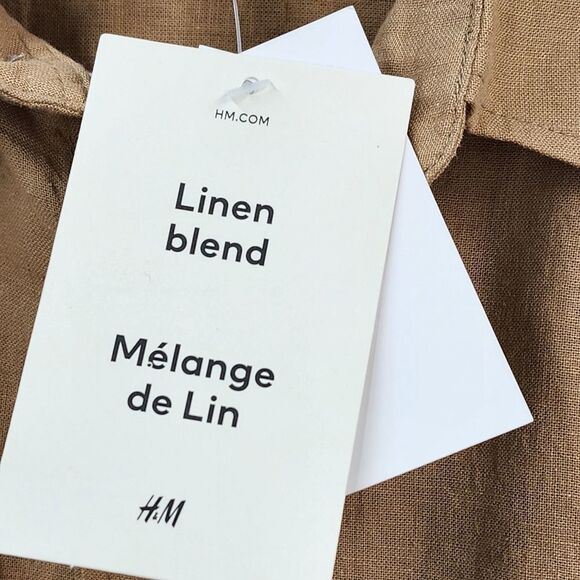 HM.COM
Linen
blend
Mélange
de Lin
H&M